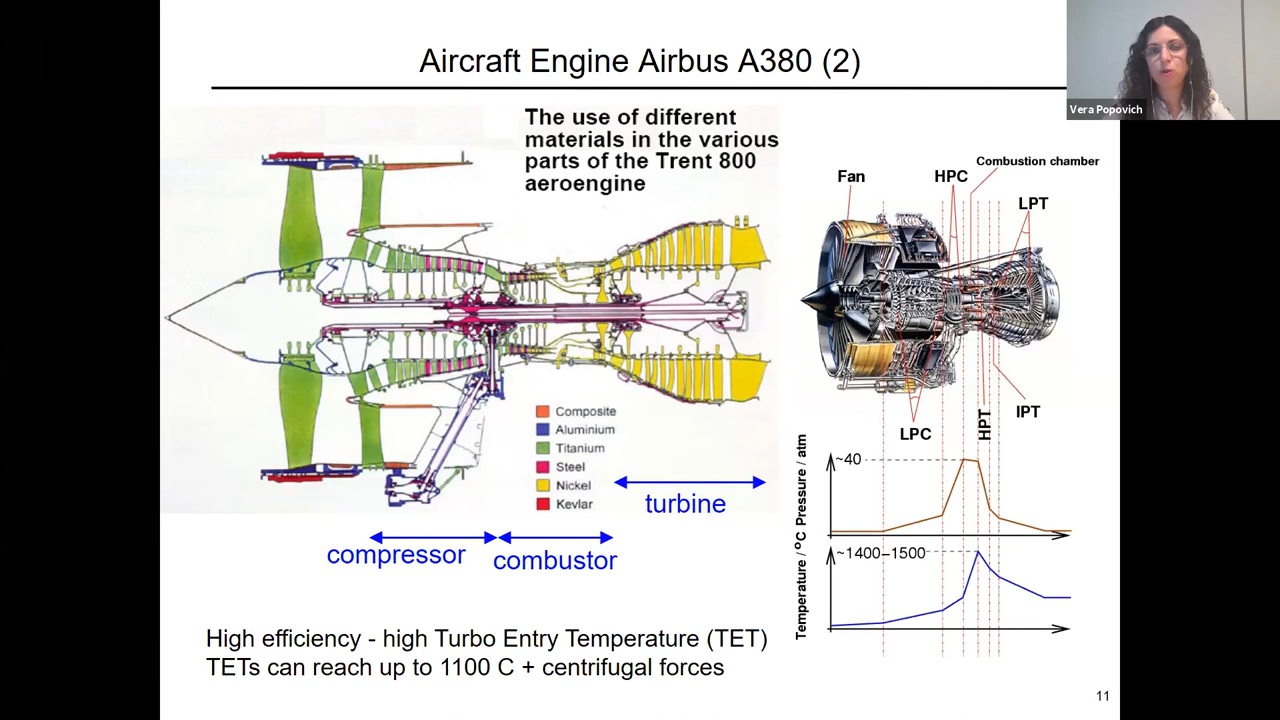 Aircraft Engine Airbus A380 (2)
Vera Popovich
The use of different
materials in the various
parts of the Trent 800
aeroengine
Composite
Aluminium
Titanium
Steel
Nickel
Kevlar
turbine
compressor
combustor
Combustion chamber
Fan
HPC
LPT
LPC
HPT
IPT
Temperature / °C Pressure / atm
~40
~1400–1500
High efficiency - high Turbo Entry Temperature (TET)
TETs can reach up to 1100 C + centrifugal forces
11